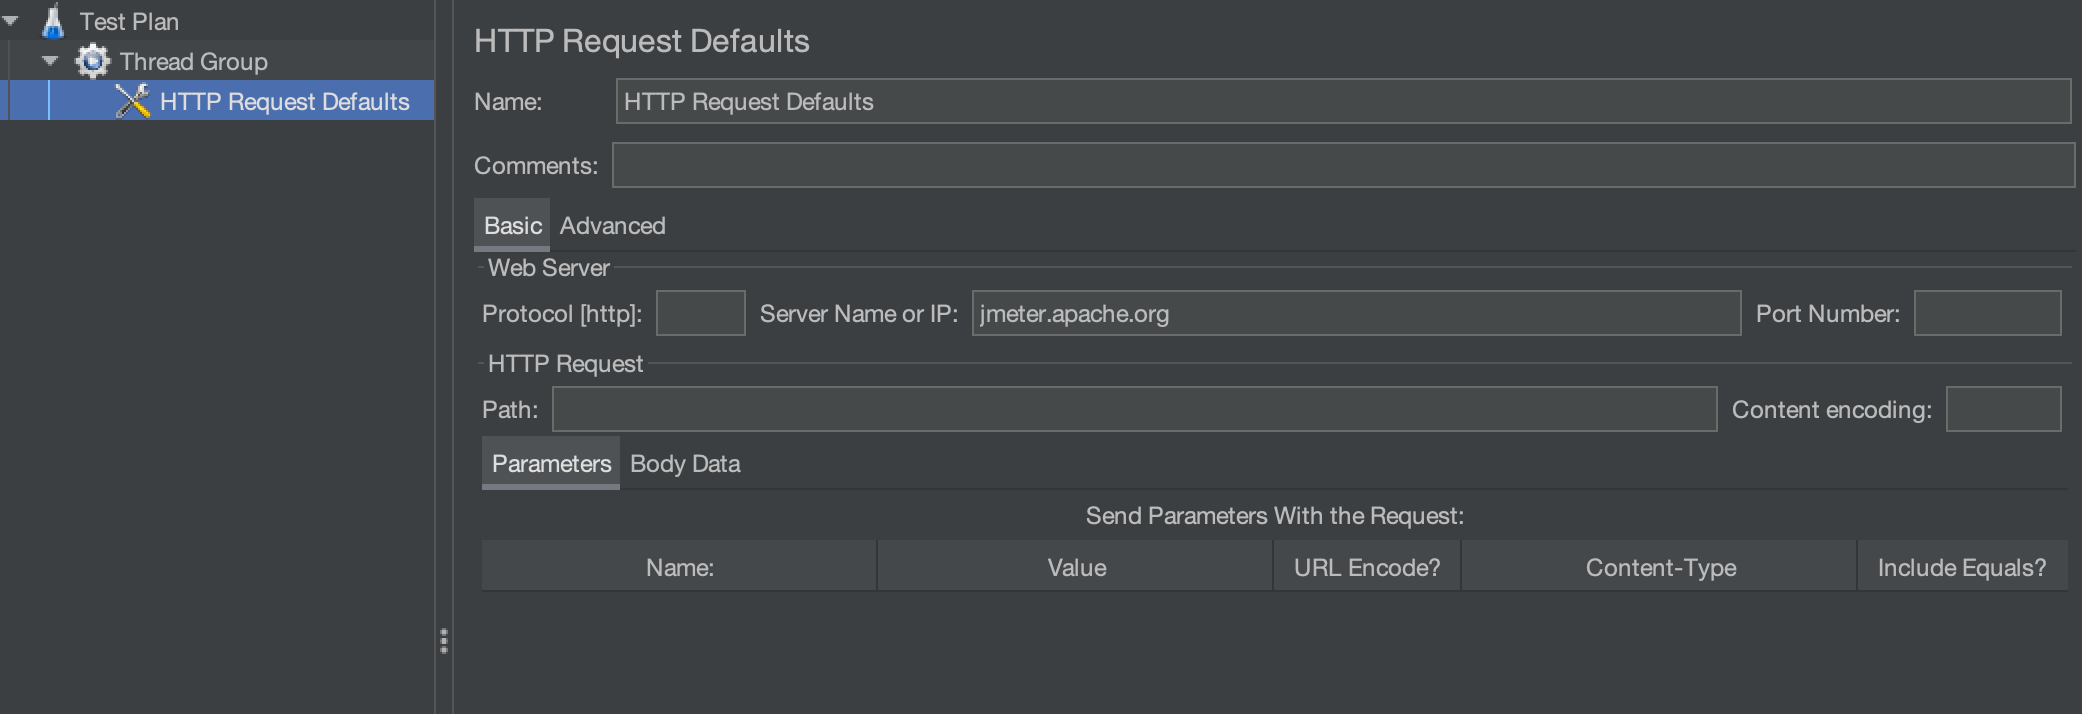 Test Plan
Thread Group
HTTP Request Defaults
HTTP Request Defaults
Name: HTTP Request Defaults
Comments:
Basic Advanced
Web Server
Protocol [http]: Server Name or IP: jmeter.apache.org Port Number:
HTTP Request
Path: Content encoding:
Parameters Body Data
Send Parameters With the Request:
Name: Value URL Encode? Content-Type Include Equals?